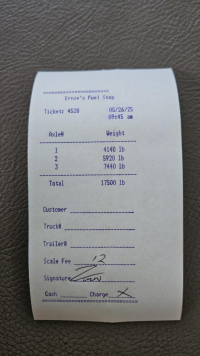 Ernie's Fuel Stop
Ticket# 4528 05/26/25
09:45 am
Axle# Weight
1 4140 lb
2 5920 lb
3 7440 lb
Total 17500 lb
Customer
Truck#
Trailer#
Scale Fee 12
Signature
Cash Charge X